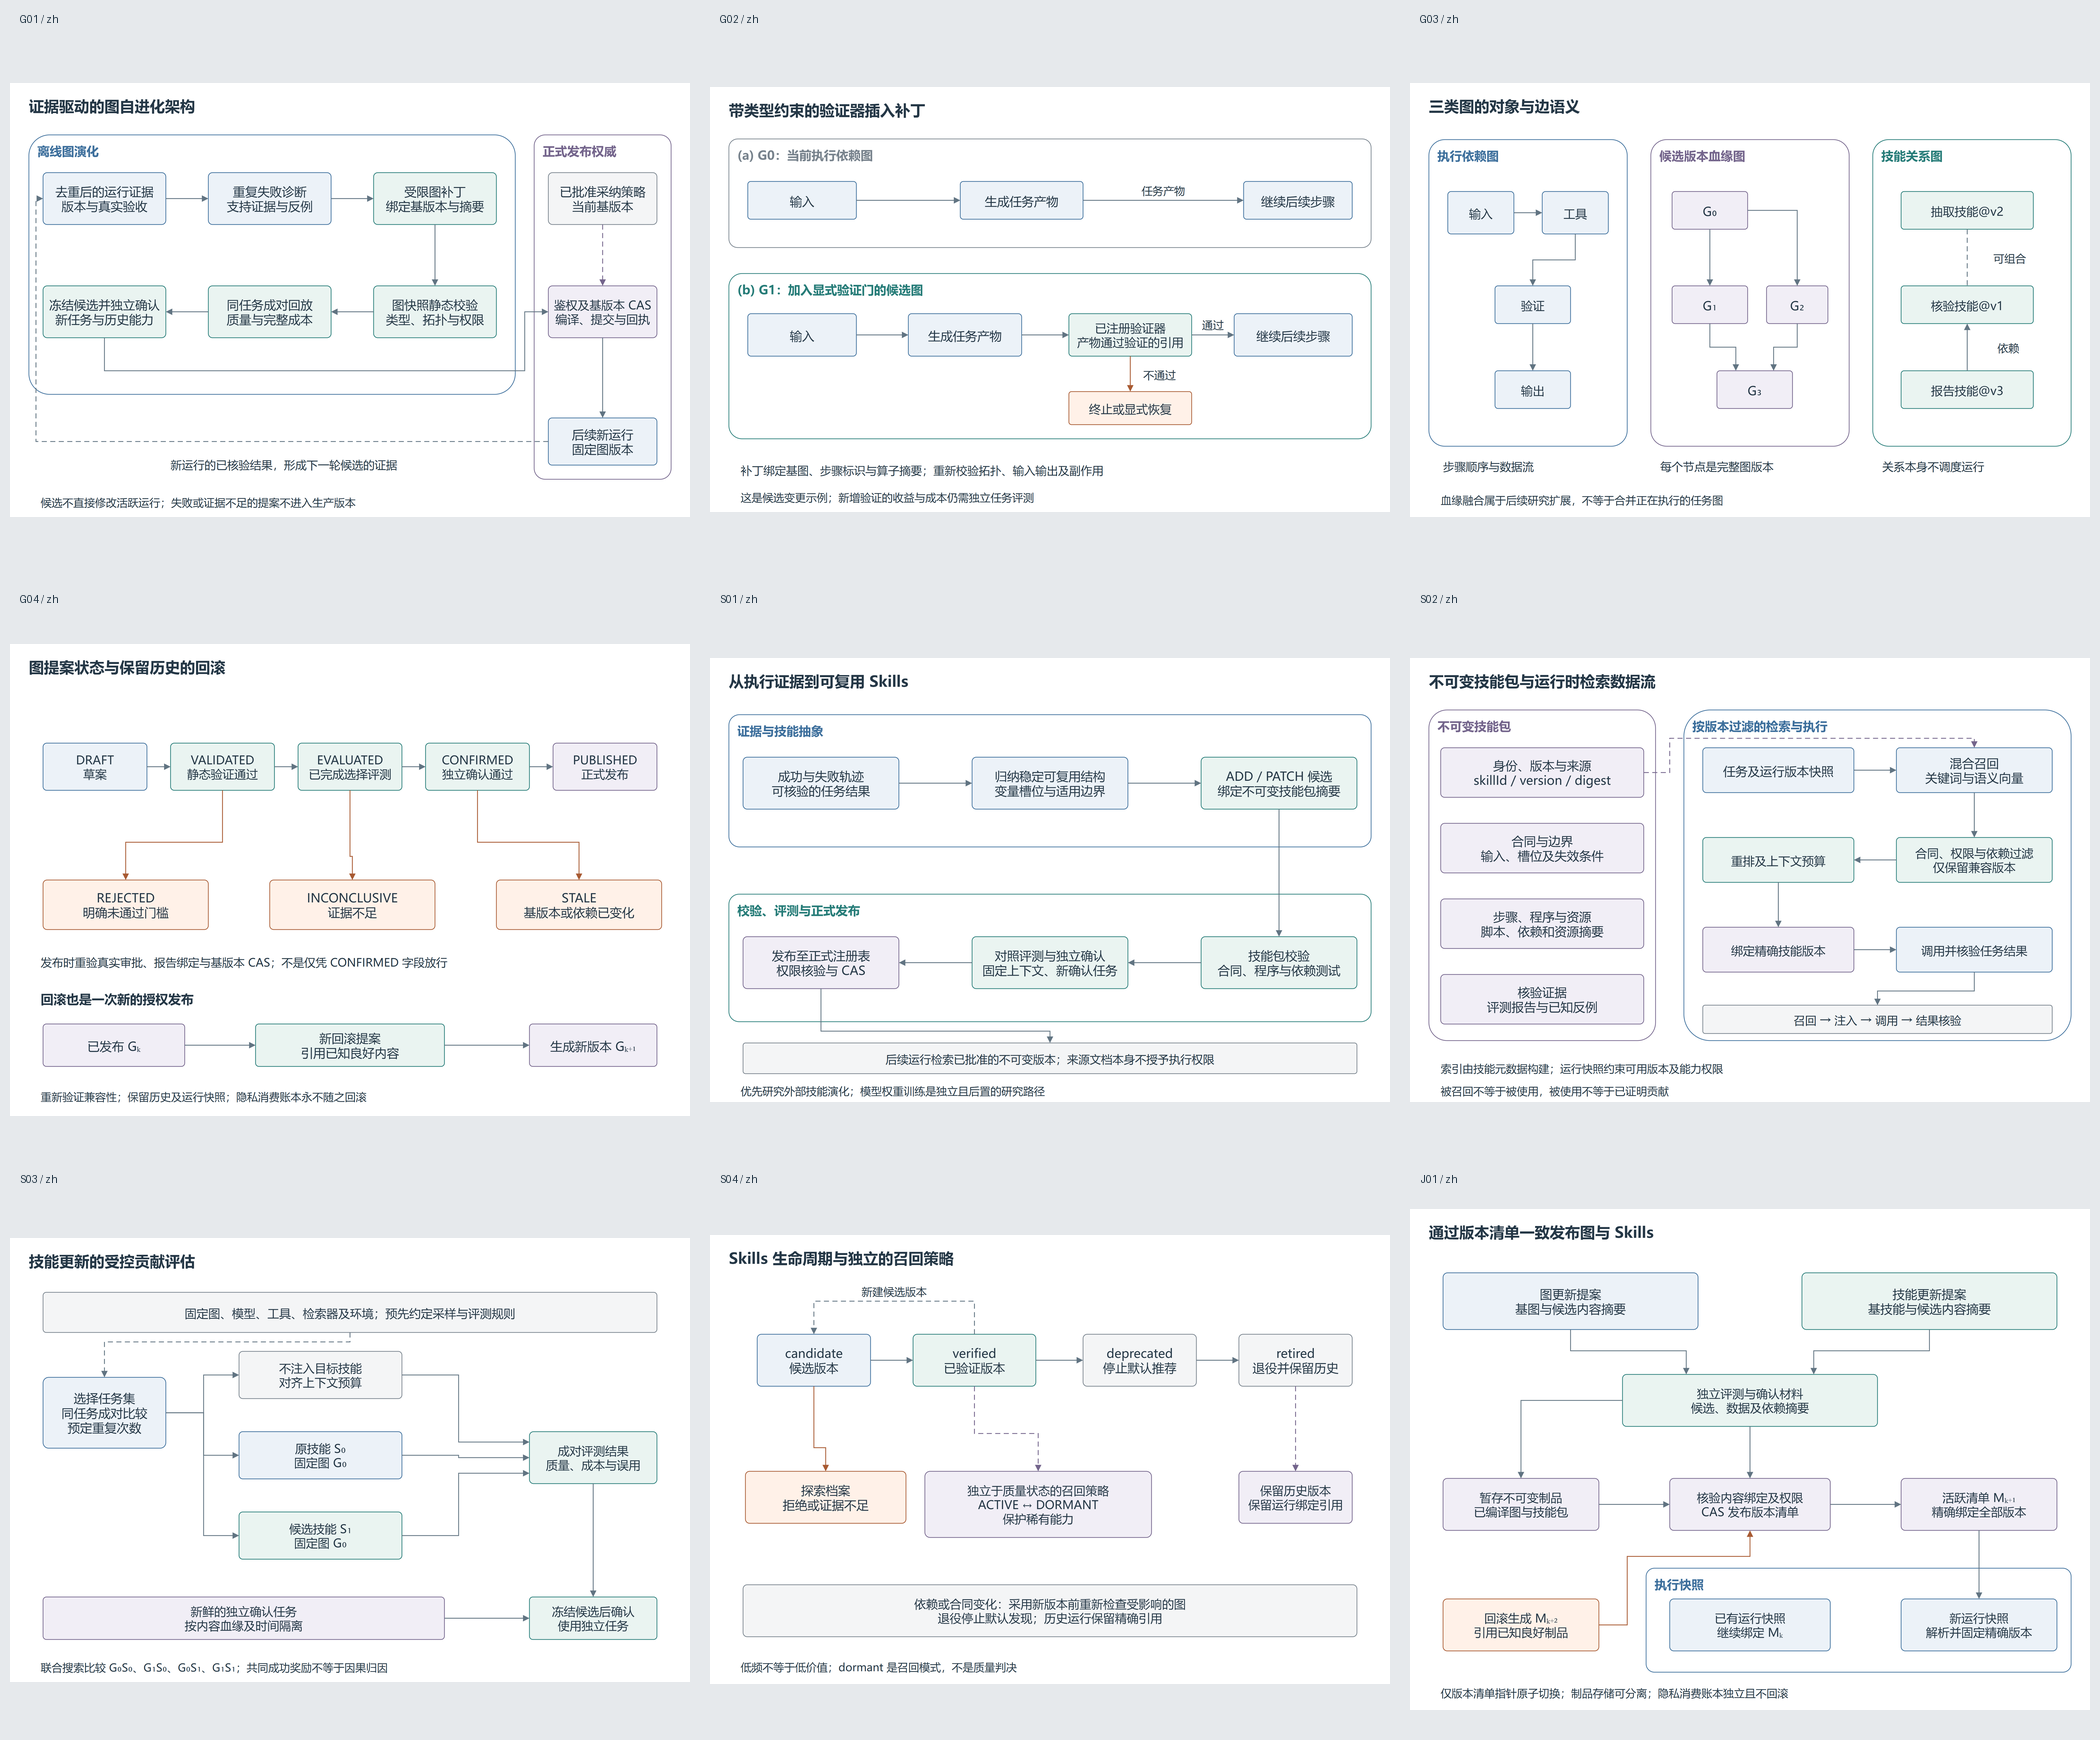 G01 / zh
证据驱动的图自进化架构
离线图演化
去重后的运行证据
版本与真实验收
重复失败诊断
支持证据与反例
受限图补丁
绑定基版本与摘要
冻结候选并独立确认
新任务与历史能力
同任务成对回放
质量与完整成本
图快照静态校验
类型、拓扑与权限
正式发布权威
已批准采纳策略
当前基版本
鉴权及基版本 CAS
编译、提交与回执
后续新运行
固定图版本
新运行的已核验结果，形成下一轮候选的证据
候选不直接修改活跃运行；失败或证据不足的提案不进入生产版本
G02 / zh
带类型约束的验证器插入补丁
(a) G0：当前执行依赖图
输入
生成任务产物
任务产物
继续后续步骤
(b) G1：加入显式验证门的候选图
输入
生成任务产物
已注册验证器
产物通过验证的引用
通过
继续后续步骤
不通过
终止或显式恢复
补丁绑定基图、步骤标识与算子摘要；重新校验拓扑、输入输出及副作用
这是候选变更示例；新增验证的收益与成本仍需独立任务评测
G03 / zh
三类图的对象与边语义
执行依赖图
输入
工具
验证
输出
步骤顺序与数据流
候选版本血缘图
G₀
G₁
G₂
G₃
每个节点是完整图版本
技能关系图
抽取技能@v2
可组合
核验技能@v1
依赖
报告技能@v3
关系本身不调度运行
血缘融合属于后续研究扩展，不等于合并正在执行的任务图
G04 / zh
图提案状态与保留历史的回滚
DRAFT
草案
VALIDATED
静态验证通过
EVALUATED
已完成选择评测
CONFIRMED
独立确认通过
PUBLISHED
正式发布
REJECTED
明确未通过门槛
INCONCLUSIVE
证据不足
STALE
基版本或依赖已变化
发布时重验真实审批、报告绑定与基版本 CAS；不是仅凭 CONFIRMED 字段放行
回滚也是一次新的授权发布
已发布 Gₖ
新回滚提案
引用已知良好内容
生成新版本 Gₖ₊₁
重新验证兼容性；保留历史及运行快照；隐私消费账本永不随之回滚
S01 / zh
从执行证据到可复用 Skills
证据与技能抽象
成功与失败轨迹
可核验的任务结果
归纳稳定可复用结构
变量槽位与适用边界
ADD / PATCH 候选
绑定不可变技能包摘要
校验、评测与正式发布
发布至正式注册表
权限核验与 CAS
对照评测与独立确认
固定上下文、新确认任务
技能包校验
合同、程序与依赖测试
后续运行检索已批准的不可变版本；来源文档本身不授予执行权限
优先研究外部技能演化；模型权重训练是独立且后置的研究路径
S02 / zh
不可变技能包与运行时检索数据流
不可变技能包
身份、版本与来源
skillId / version / digest
合同与边界
输入、槽位及失效条件
步骤、程序与资源
脚本、依赖和资源摘要
核验证据
评测报告与已知反例
按版本过滤的检索与执行
任务及运行版本快照
混合召回
关键词与语义向量
重排及上下文预算
合同、权限与依赖过滤
仅保留兼容版本
绑定精确技能版本
调用并核验任务结果
召回 → 注入 → 调用 → 结果核验
索引由技能元数据构建；运行快照约束可用版本及能力权限
被召回不等于被使用，被使用不等于已证明贡献
S03 / zh
技能更新的受控贡献评估
固定图、模型、工具、检索器及环境；预先约定采样与评测规则
选择任务集
同任务成对比较
预定重复次数
不注入目标技能
对齐上下文预算
原技能 S₀
固定图 G₀
候选技能 S₁
固定图 G₀
成对评测结果
质量、成本与误用
新鲜的独立确认任务
按内容血缘及时间隔离
冻结候选后确认
使用独立任务
联合搜索比较 G₀S₀、G₁S₀、G₀S₁、G₁S₁；共同成功奖励不等于因果归因
S04 / zh
Skills 生命周期与独立的召回策略
新建候选版本
candidate
候选版本
verified
已验证版本
deprecated
停止默认推荐
retired
退役并保留历史
探索档案
拒绝或证据不足
独立于质量状态的召回策略
ACTIVE ↔ DORMANT
保护稀有能力
保留历史版本
保留运行绑定引用
依赖或合同变化：采用新版本前重新检查受影响的图
退役停止默认发现；历史运行保留精确引用
低频不等于低价值；dormant 是召回模式，不是质量判决
J01 / zh
通过版本清单一致发布图与 Skills
图更新提案
基图与候选内容摘要
技能更新提案
基技能与候选内容摘要
独立评测与确认材料
候选、数据及依赖摘要
暂存不可变制品
已编译图与技能包
核验内容绑定及权限
CAS 发布版本清单
活跃清单 Mₖ₊₁
精确绑定全部版本
回滚生成 Mₖ₊₂
引用已知良好制品
执行快照
已有运行快照
继续绑定 Mₖ
新运行快照
解析并固定精确版本
仅版本清单指针原子切换；制品存储可分离；隐私消费账本独立且不回滚